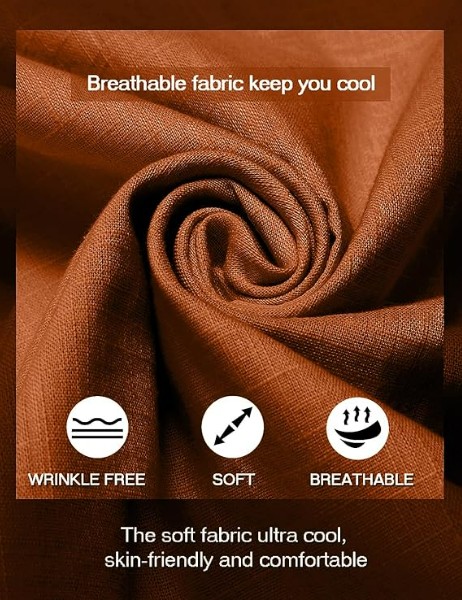 Breathable fabric keep you cool
WRINKLE FREE
SOFT
BREATHABLE
The soft fabric ultra cool,
skin-friendly and comfortable